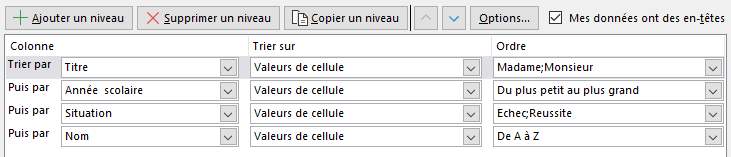 Ajouter un niveau Supprimer un niveau Copier un niveau Options... Mes données ont des en-têtes
Colonne Trier sur Ordre
Trier par Titre Valeurs de cellule Madame;Monsieur
Puis par Année scolaire Valeurs de cellule Du plus petit au plus grand
Puis par Situation Valeurs de cellule Echec;Reussite
Puis par Nom Valeurs de cellule De A à Z